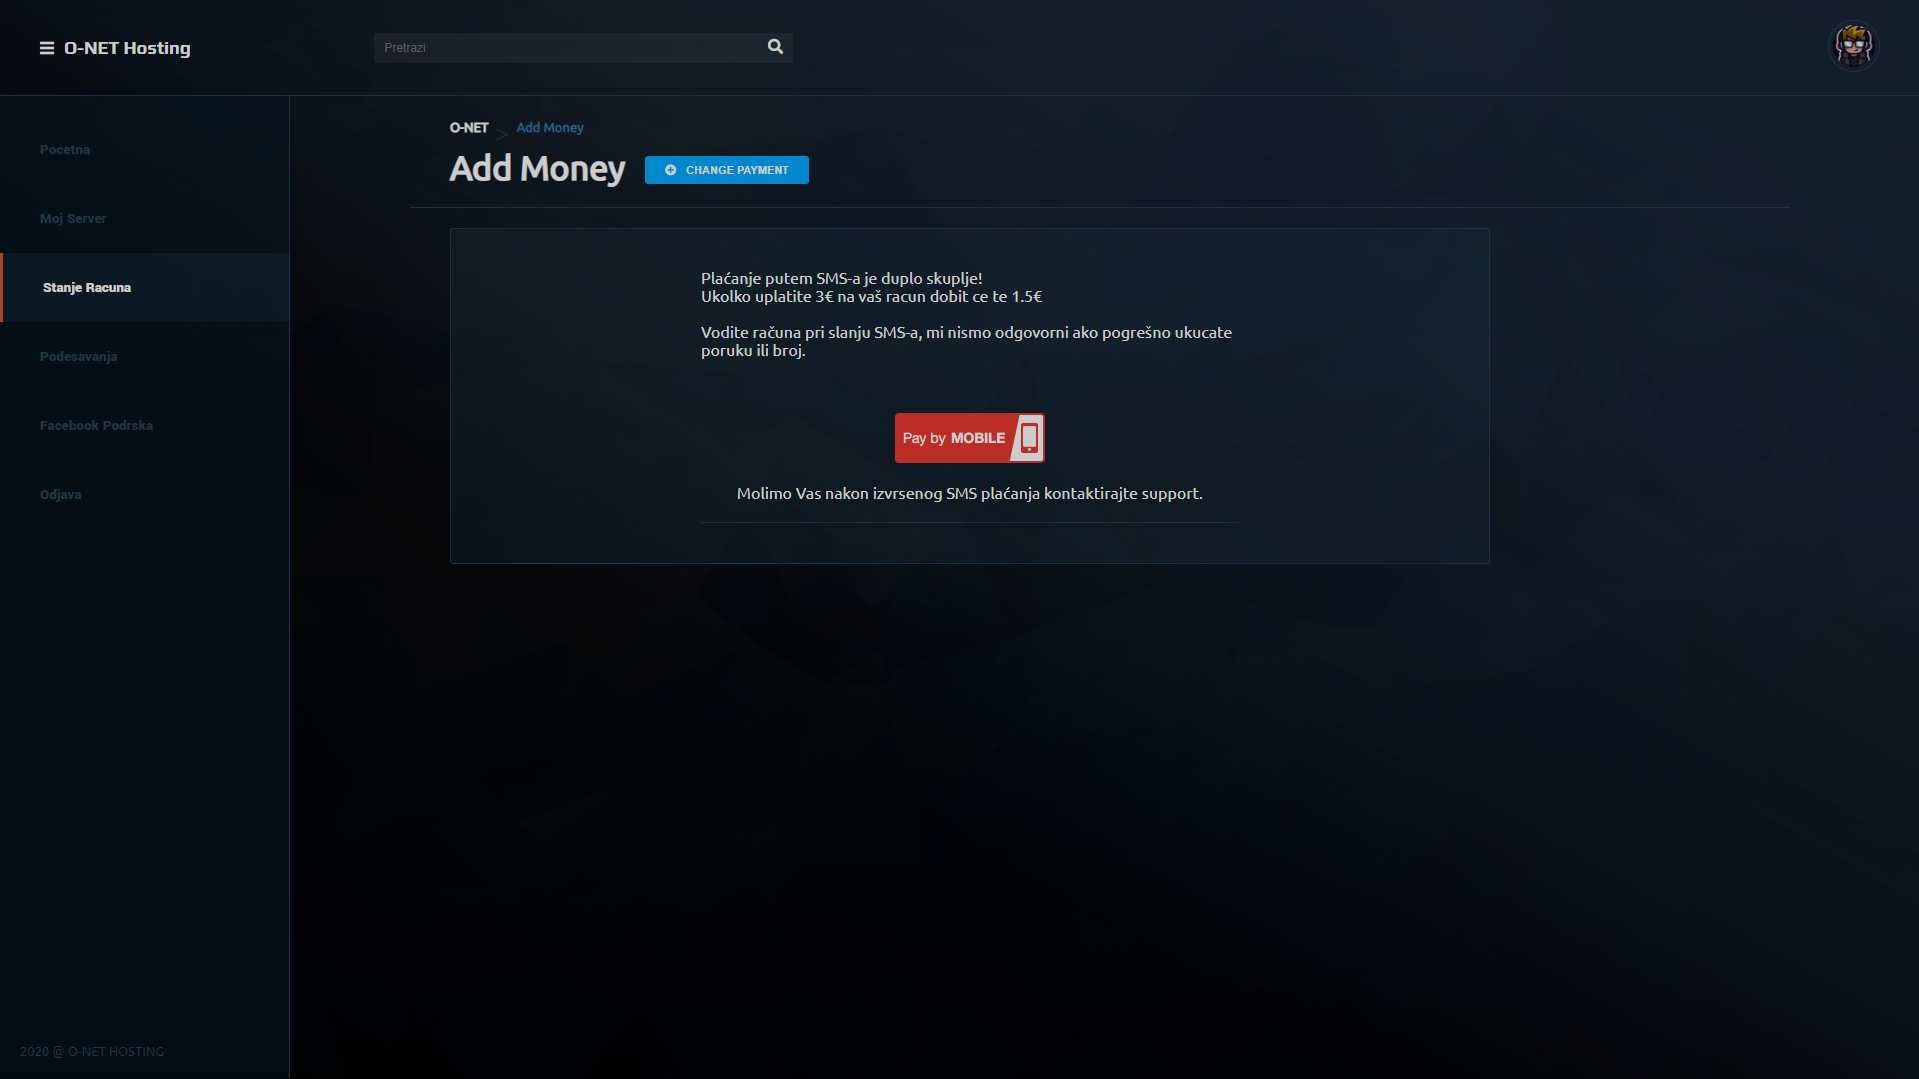 O-NET Hosting
Pretrazi
Pocetna
Moj Server
Stanje Racuna
Podesavanja
Facebook Podrska
Odjava
2020 @ O-NET HOSTING
O-NET > Add Money
Add Money
CHANGE PAYMENT
Plaćanje putem SMS-a je duplo skuplje!
Ukolko uplatite 3€ na vaš racun dobit ce te 1.5€
Vodite računa pri slanju SMS-a, mi nismo odgovorni ako pogrešno ukucate
poruku ili broj.
Pay by MOBILE
Molimo Vas nakon izvrsenog SMS plaćanja kontaktirajte support.